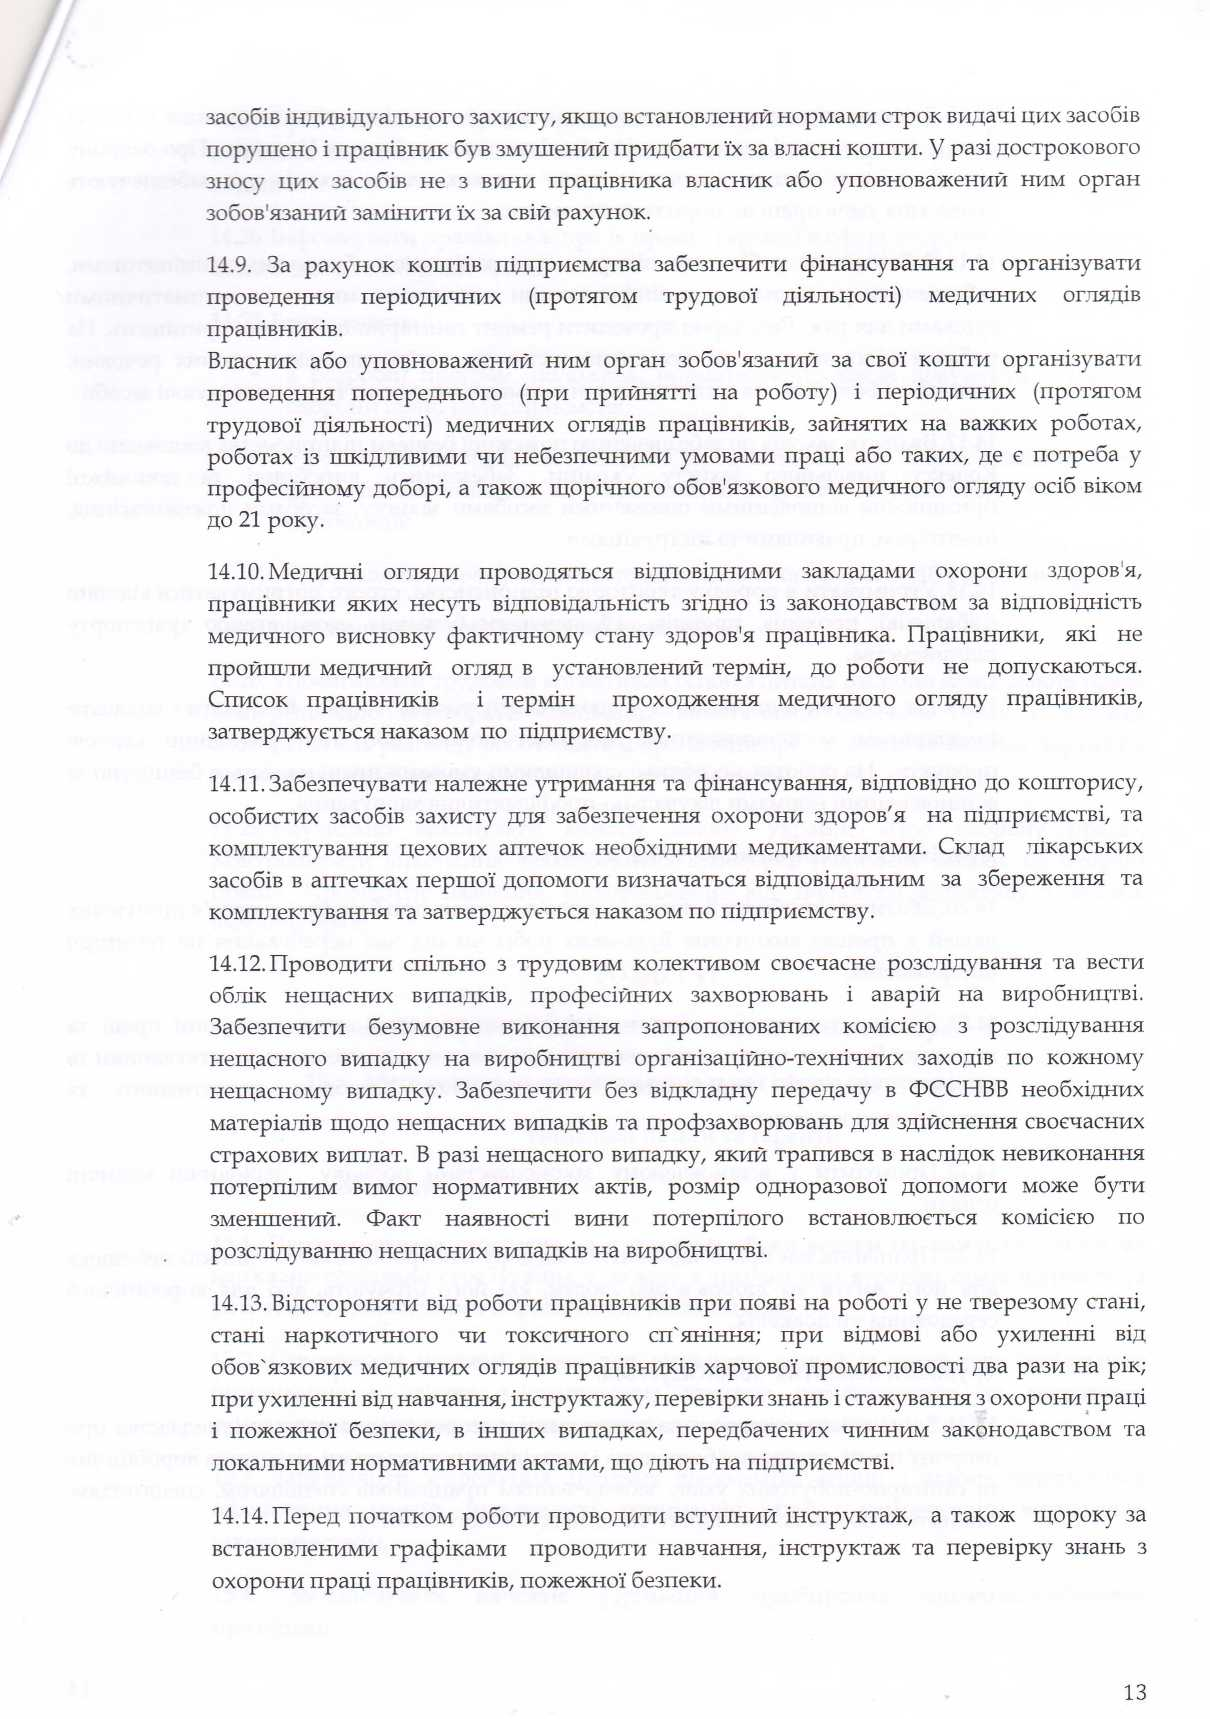 засобів індивідуального захисту, якщо встановлений нормами строк видачі цих засобів
порушено і працівник був змушений придбати їх за власні кошти. У разі дострокового
зносу цих засобів не з вини працівника власник або уповноважений ним орган
зобов'язаний замінити їх за свій рахунок.
14.9. За рахунок коштів підприємства забезпечити фінансування та організувати
проведення періодичних (протягом трудової діяльності) медичних оглядів
працівників.
Власник або уповноважений ним орган зобов'язаний за свої кошти організувати
проведення попереднього (при прийнятті на роботу) і періодичних (протягом
трудової діяльності) медичних оглядів працівників, зайнятих на важких роботах,
роботах із шкідливими чи небезпечними умовами праці або таких, де є потреба у
професійному доборі, а також щорічного обов'язкового медичного огляду осіб віком
до 21 року.
14.10. Медичні огляди проводяться відповідними закладами охорони здоров'я,
працівники яких несуть відповідальність згідно із законодавством за відповідність
медичного висновку фактичному стану здоров'я працівника. Працівники, які не
пройшли медичний огляд в установлений термін, до роботи не допускаються.
Список працівників і термін проходження медичного огляду працівників,
затверджується наказом по підприємству.
14.11. Забезпечувати належне утримання та фінансування, відповідно до кошторису,
особистих засобів захисту для забезпечення охорони здоров’я на підприємстві, та
комплектування цехових аптечок необхідними медикаментами. Склад лікарських
засобів в аптечках першої допомоги визначаться відповідальним за збереження та
комплектування та затверджується наказом по підприємству.
14.12. Проводити спільно з трудовим колективом своєчасне розслідування та вести
облік нещасних випадків, професійних захворювань і аварій на виробництві.
Забезпечити безумовне виконання запропонованих комісією з розслідування
нещасного випадку на виробництві організаційно-технічних заходів по кожному
нещасному випадку. Забезпечити без відкладну передачу в ФССНВВ необхідних
матеріалів щодо нещасних випадків та профзахворювань для здійснення своєчасних
страхових виплат. В разі нещасного випадку, який трапився в наслідок невиконання
потерпілим вимог нормативних актів, розмір одноразової допомоги може бути
зменшений. Факт наявності вини потерпілого встановлюється комісією по
розслідуванню нещасних випадків на виробництві.
14.13. Відстороняти від роботи працівників при появі на роботі у не тверезому стані,
стані наркотичного чи токсичного сп`яніння; при відмові або ухиленні від
обов`язкових медичних оглядів працівників харчової промисловості два рази на рік;
при ухиленні від навчання, інструктажу, перевірки знань і стажування з охорони праці
і пожежної безпеки, в інших випадках, передбачених чинним законодавством та
локальними нормативними актами, що діють на підприємстві.
14.14. Перед початком роботи проводити вступний інструктаж, а також щороку за
встановленими графіками проводити навчання, інструктаж та перевірку знань з
охорони праці працівників, пожежної безпеки.
13